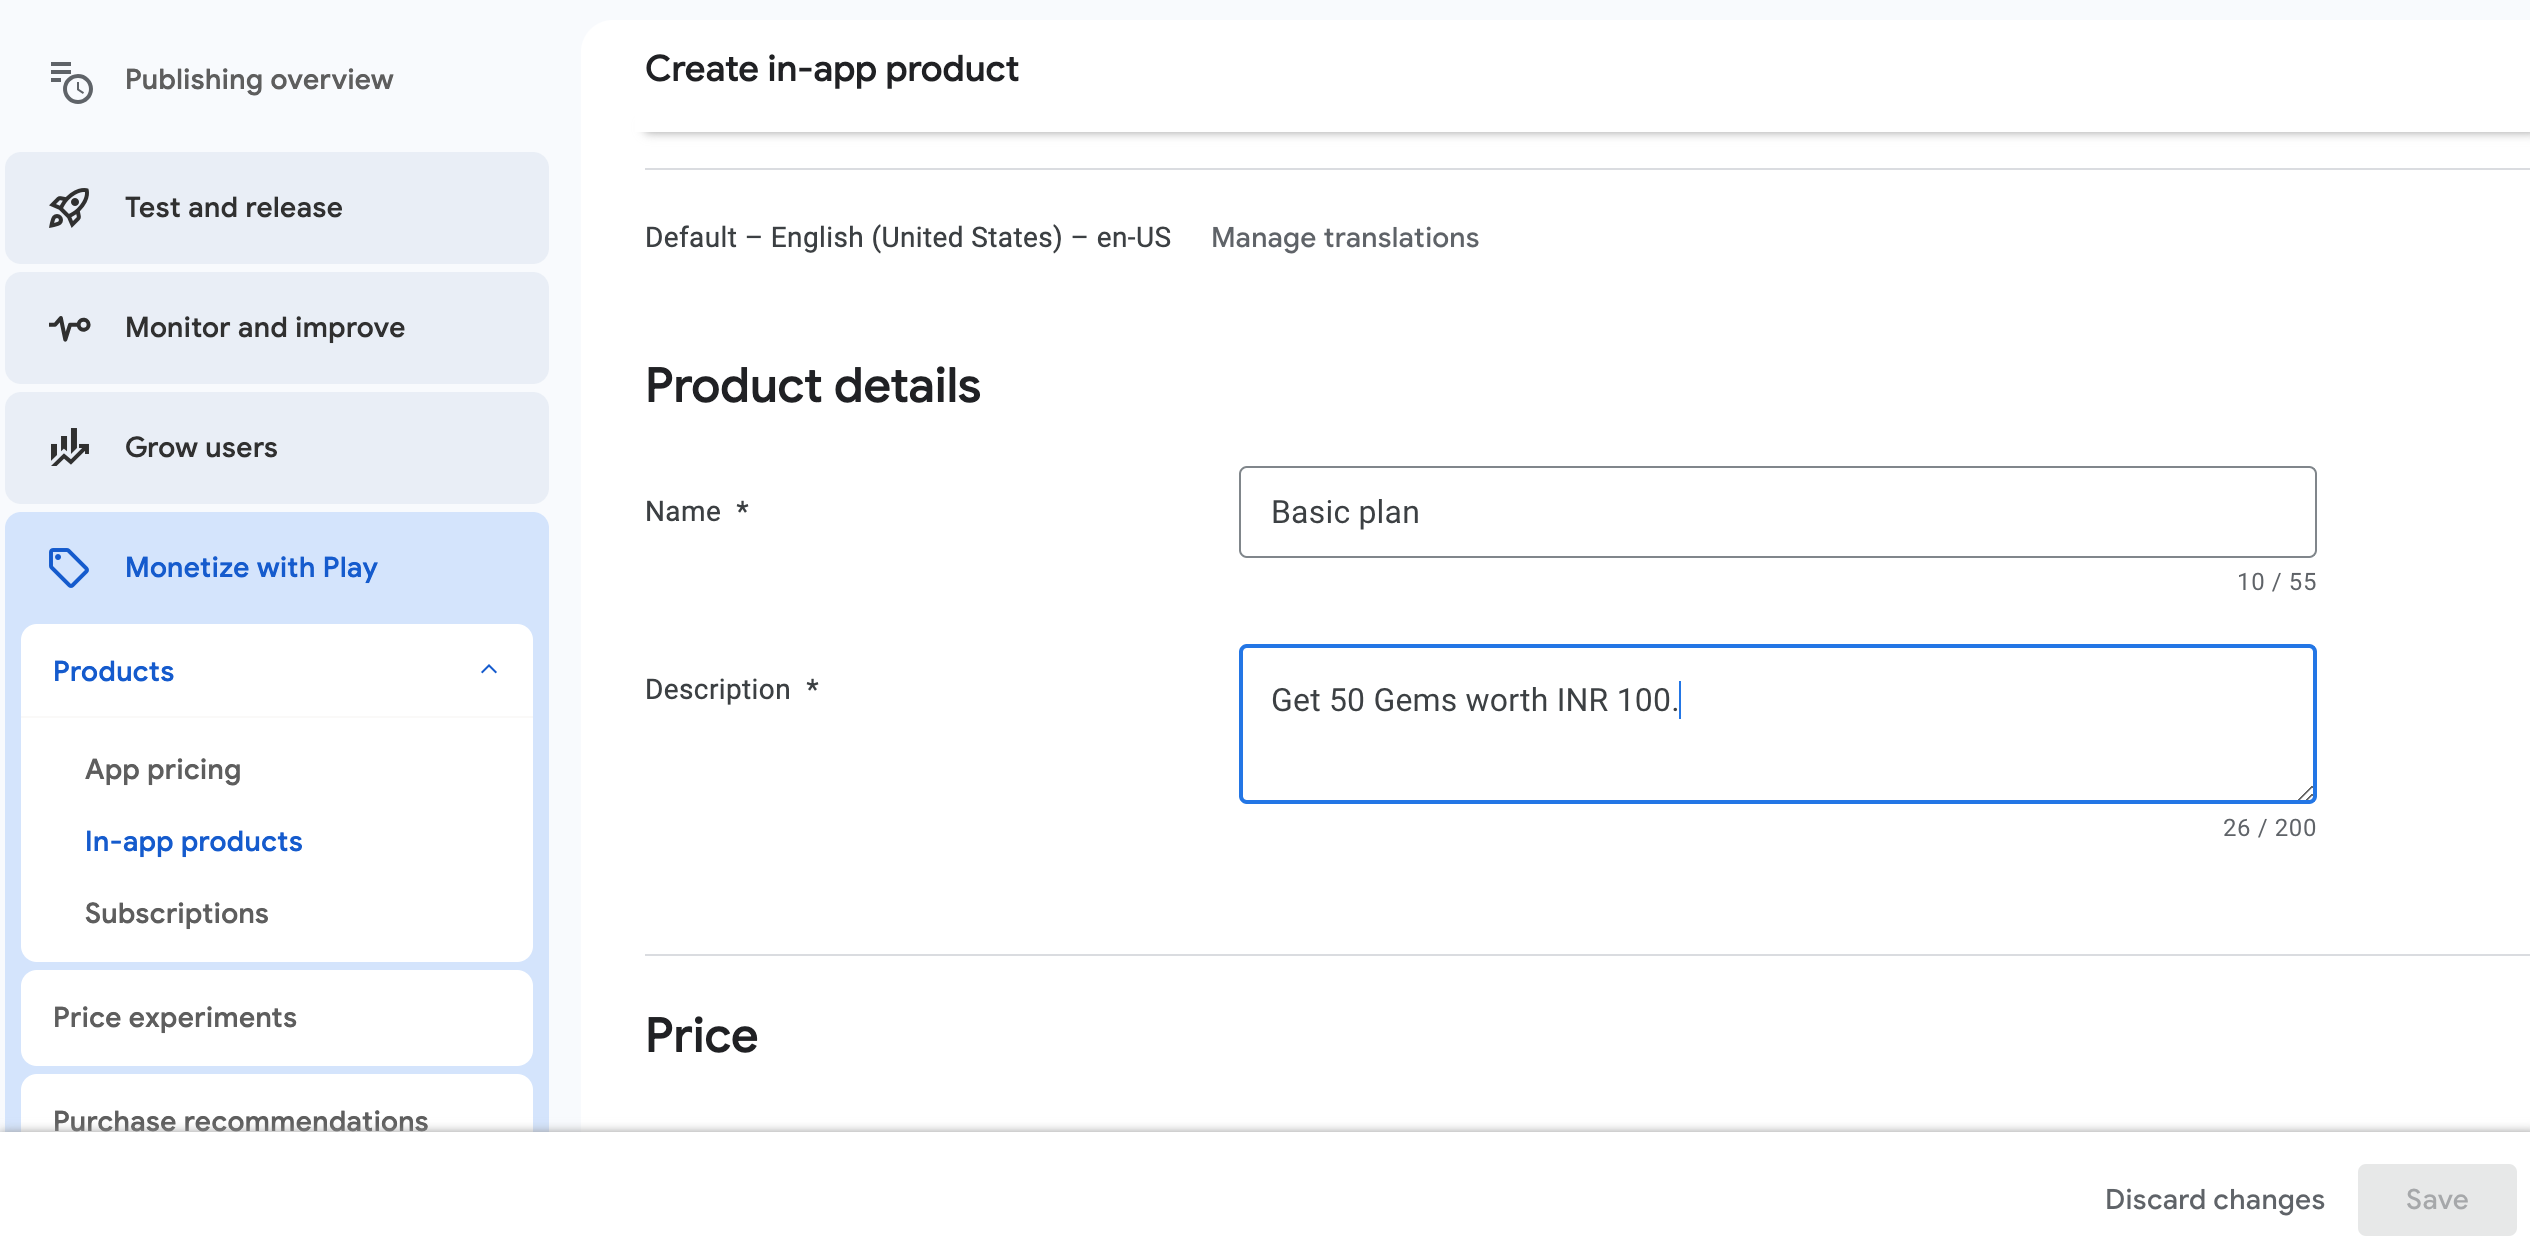 Publishing overview
Test and release
Monitor and improve
Grow users
Monetize with Play
Products
App pricing
In-app products
Subscriptions
Price experiments
Purchase recommendations
Create in-app product
Default – English (United States) – en-US Manage translations
Product details
Name *
Basic plan
10 / 55
Description *
Get 50 Gems worth INR 100.
26 / 200
Price
Discard changes
Save